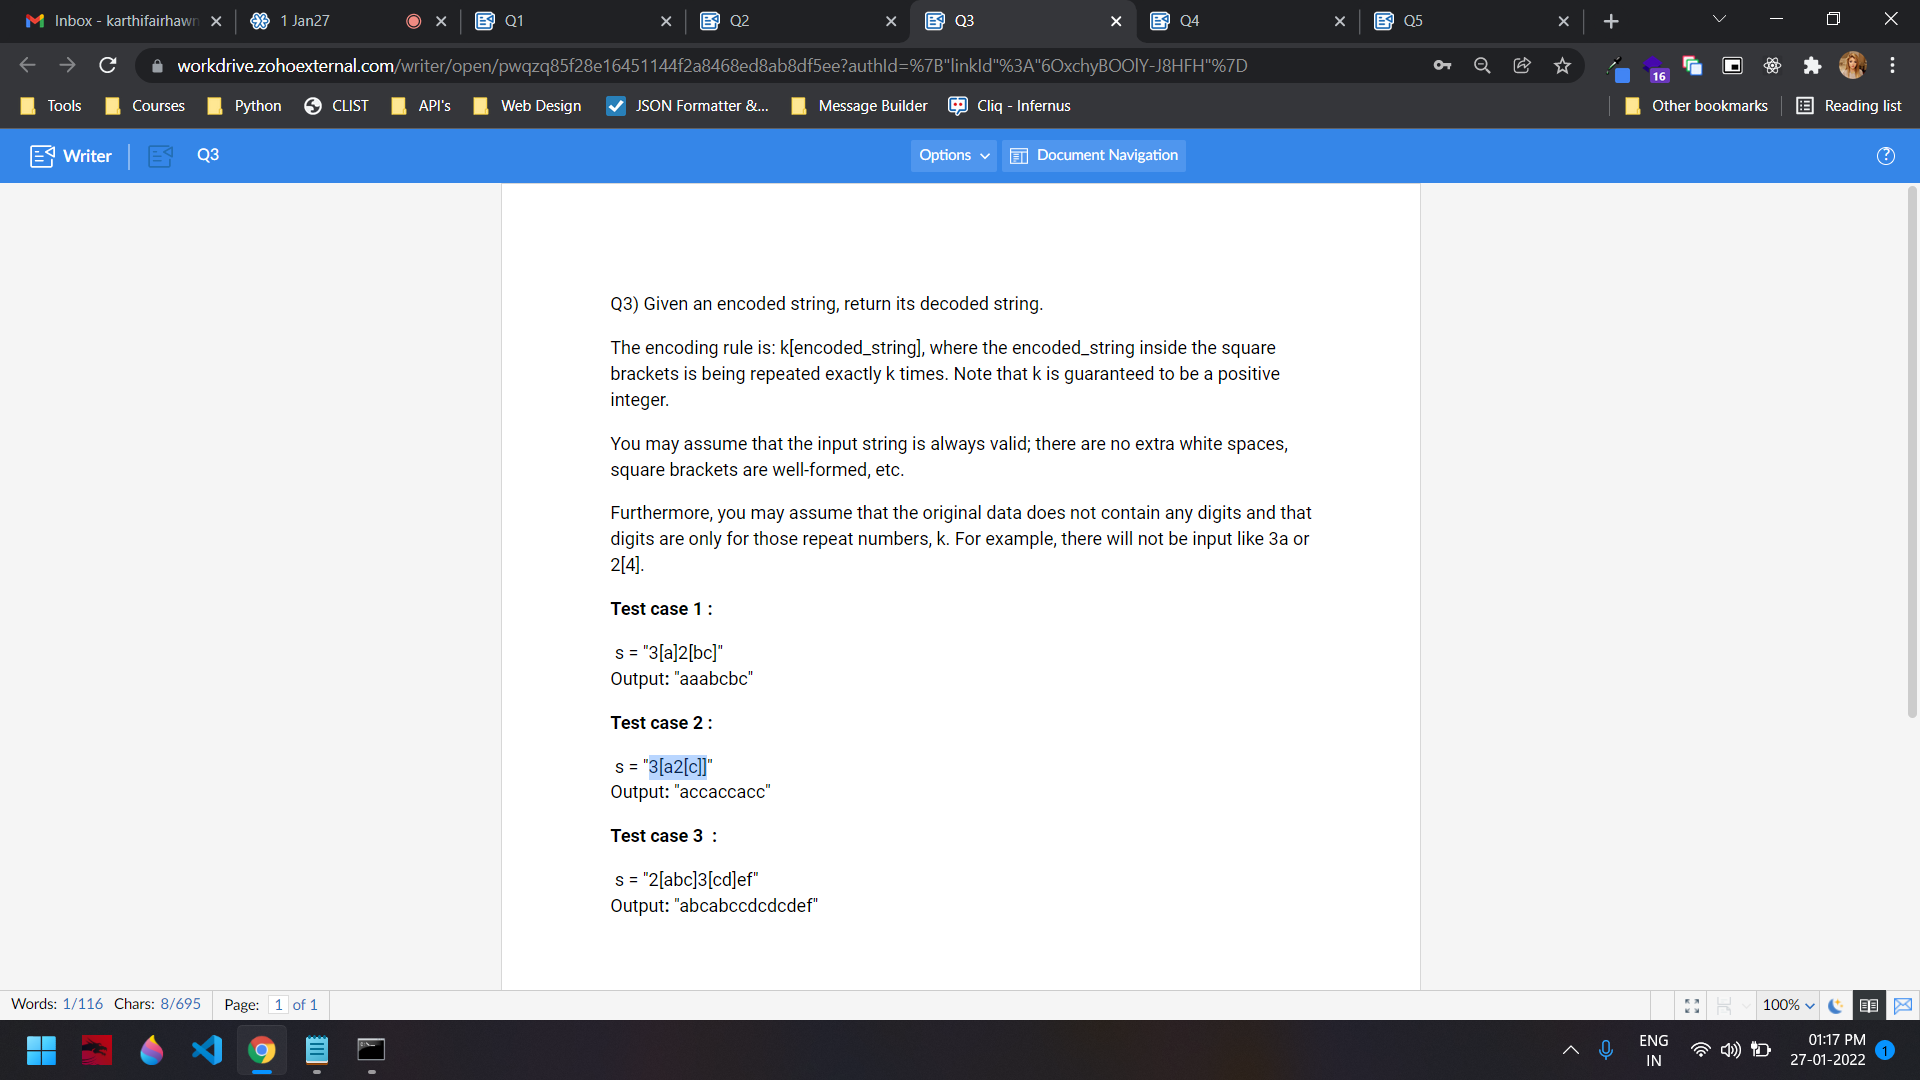 Inbox - karthifairhawn
1 Jan27
Q1
Q2
Q3
Q4
Q5
workdrive.zohoexternal.com/writer/open/pwqzq85f28e16451144f2a8468ed8ab8df5ee?authId=%7B"linkId"%3A"6OxchyBOOlY-J8HFH"%7D
16
Tools
Courses
Python
CLIST
API's
Web Design
JSON Formatter &...
Message Builder
Cliq - Infernus
Other bookmarks
Reading list
Writer
Q3
Options
Document Navigation
Q3) Given an encoded string, return its decoded string.
The encoding rule is: k[encoded_string], where the encoded_string inside the square
brackets is being repeated exactly k times. Note that k is guaranteed to be a positive
integer.
You may assume that the input string is always valid; there are no extra white spaces,
square brackets are well-formed, etc.
Furthermore, you may assume that the original data does not contain any digits and that
digits are only for those repeat numbers, k. For example, there will not be input like 3a or
2[4].
Test case 1 :
s = "3[a]2[bc]"
Output: "aaabcbc"
Test case 2 :
s = "3[a2[c]]"
Output: "accaccacc"
Test case 3  :
s = "2[abc]3[cd]ef"
Output: "abcabccdcdcdef"
Words: 1/116 Chars: 8/695 Page: 1 of 1
100%
ENG
IN
01:17 PM
27-01-2022
1